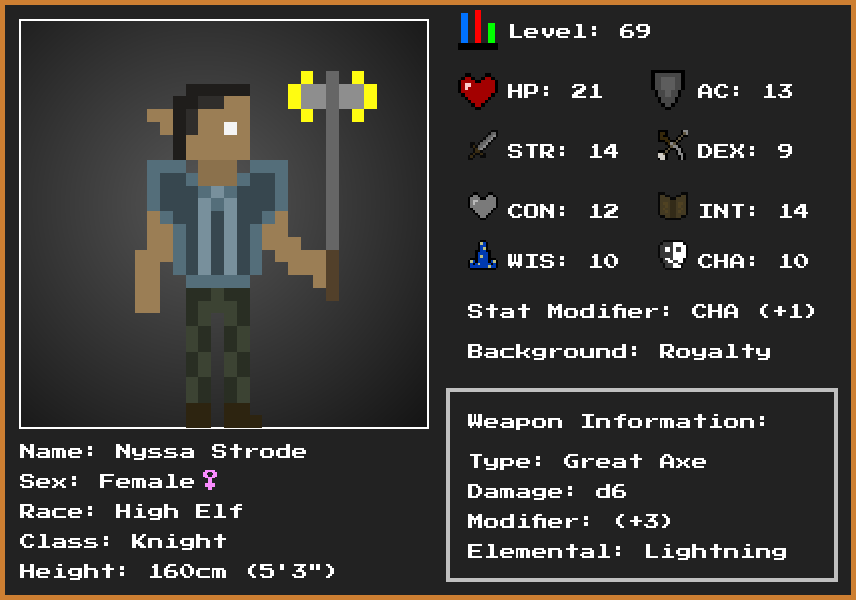 Level: 69
HP: 21 AC: 13
STR: 14 DEX: 9
CON: 12 INT: 14
WIS: 10 CHA: 10
Stat Modifier: CHA (+1)
Background: Royalty
Weapon Information:
Type: Great Axe
Damage: d6
Modifier: (+3)
Elemental: Lightning
Name: Nyssa Strode
Sex: Female♀
Race: High Elf
Class: Knight
Height: 160cm (5'3")